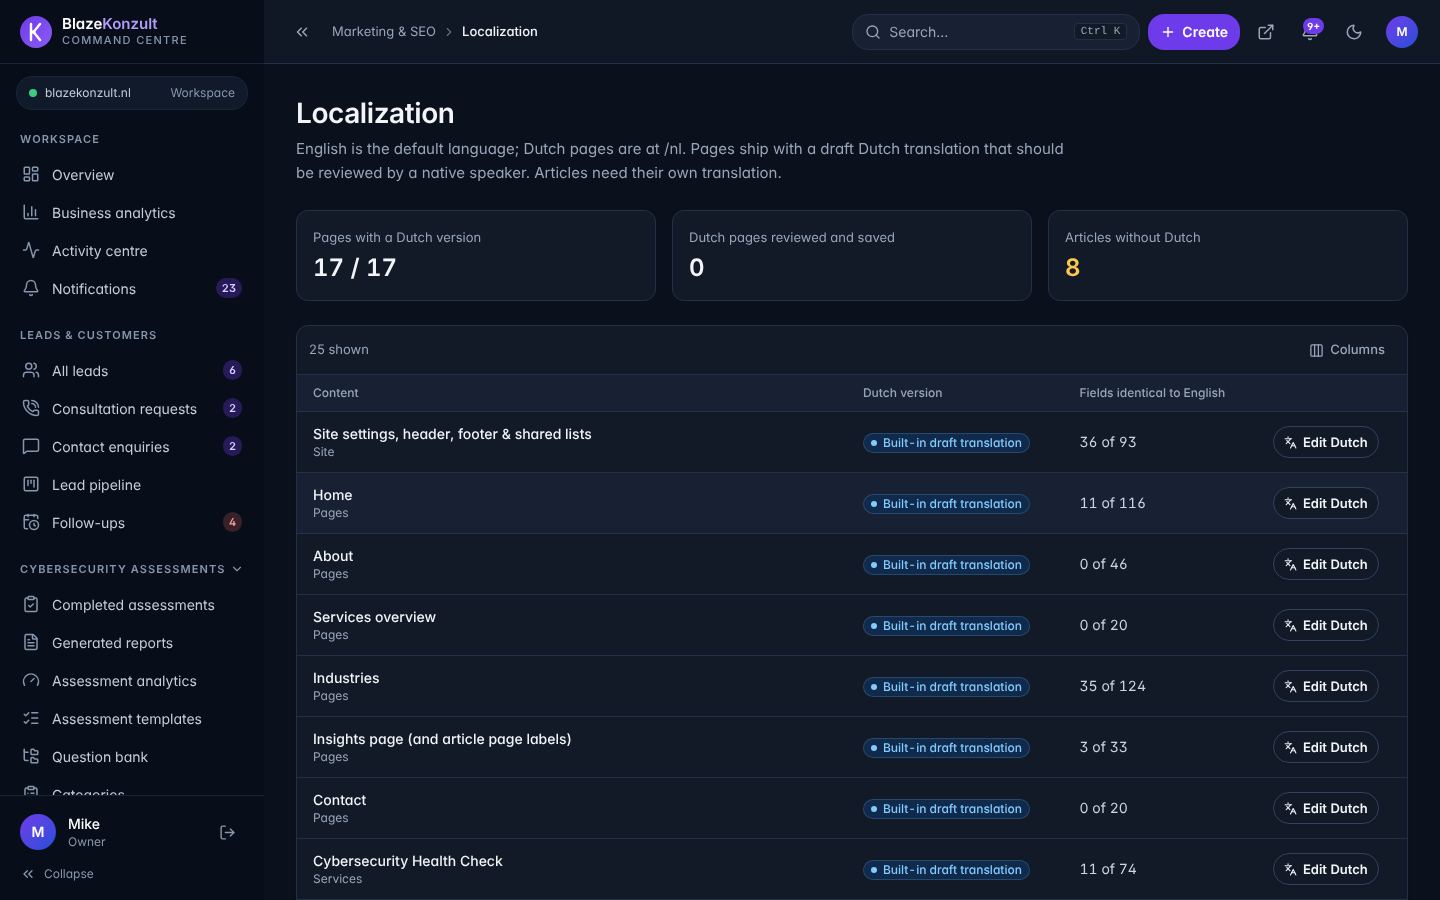 BlazeKonzult
COMMAND CENTRE
Marketing & SEO > Localization
Search...
Ctrl K
Create
9+
M
blazekonzult.nl
Workspace
WORKSPACE
Overview
Business analytics
Activity centre
Notifications
23
LEADS & CUSTOMERS
All leads
6
Consultation requests
2
Contact enquiries
2
Lead pipeline
Follow-ups
4
CYBERSECURITY ASSESSMENTS
Completed assessments
Generated reports
Assessment analytics
Assessment templates
Question bank
Categories
M
Mike
Owner
Collapse
Localization
English is the default language; Dutch pages are at /nl. Pages ship with a draft Dutch translation that should
be reviewed by a native speaker. Articles need their own translation.
Pages with a Dutch version
17 / 17
Dutch pages reviewed and saved
0
Articles without Dutch
8
25 shown
Columns
Content
Dutch version
Fields identical to English
Site settings, header, footer & shared lists
Site
Built-in draft translation
36 of 93
Edit Dutch
Home
Pages
Built-in draft translation
11 of 116
Edit Dutch
About
Pages
Built-in draft translation
0 of 46
Edit Dutch
Services overview
Pages
Built-in draft translation
0 of 20
Edit Dutch
Industries
Pages
Built-in draft translation
35 of 124
Edit Dutch
Insights page (and article page labels)
Pages
Built-in draft translation
3 of 33
Edit Dutch
Contact
Pages
Built-in draft translation
0 of 20
Edit Dutch
Cybersecurity Health Check
Services
Built-in draft translation
11 of 74
Edit Dutch